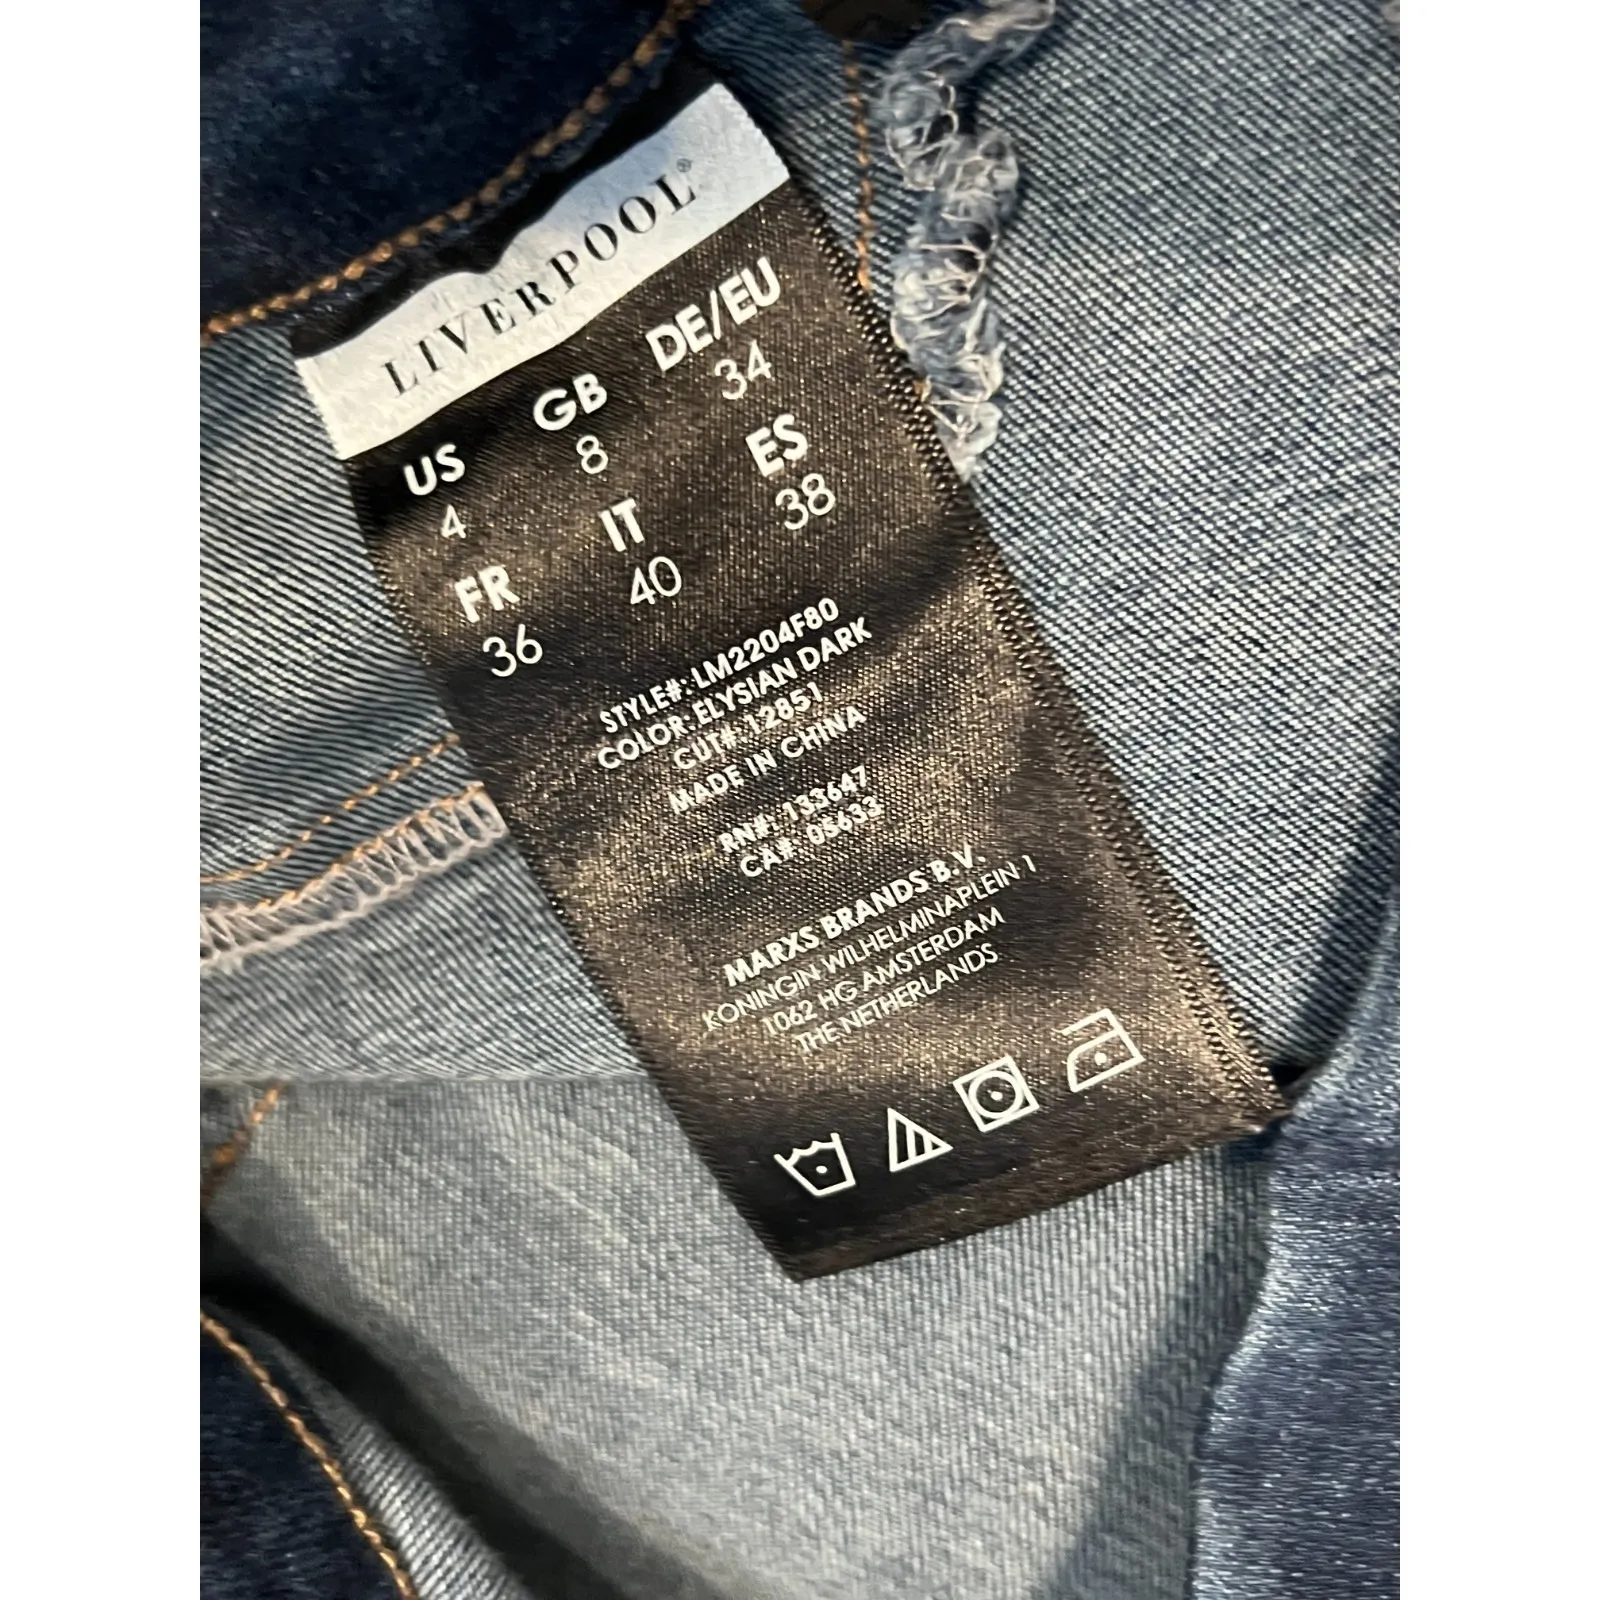 LIVERPOOL®
US GB DE/EU
4 8 34
FR IT ES
36 40 38
STYLE#: LM2204F80
COLOR: ELYSIAN DARK
CUT#: 12851
MADE IN CHINA
RN#: 133647
CA#: 05633
MARXS BRANDS B.V.
KONINGIN WILHELMINAPLEIN 1
1062 HG AMSTERDAM
THE NETHERLANDS